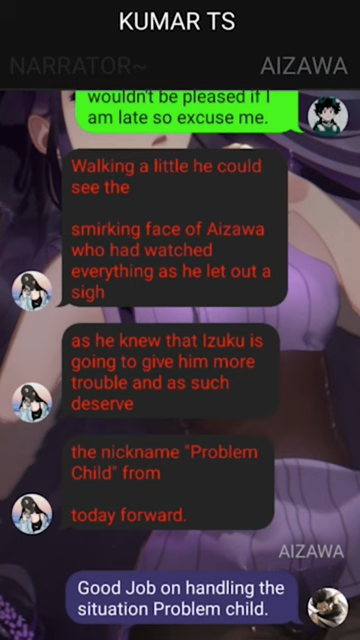 KUMAR TS
NARRATOR~
AIZAWA
wouldn't be pleased if I
am late so excuse me.
Walking a little he could
see the
smirking face of Aizawa
who had watched
everything as he let out a
sigh
as he knew that Izuku is
going to give him more
trouble and as such
deserve
the nickname "Problem
Child" from
today forward.
AIZAWA
Good Job on handling the
situation Problem child.